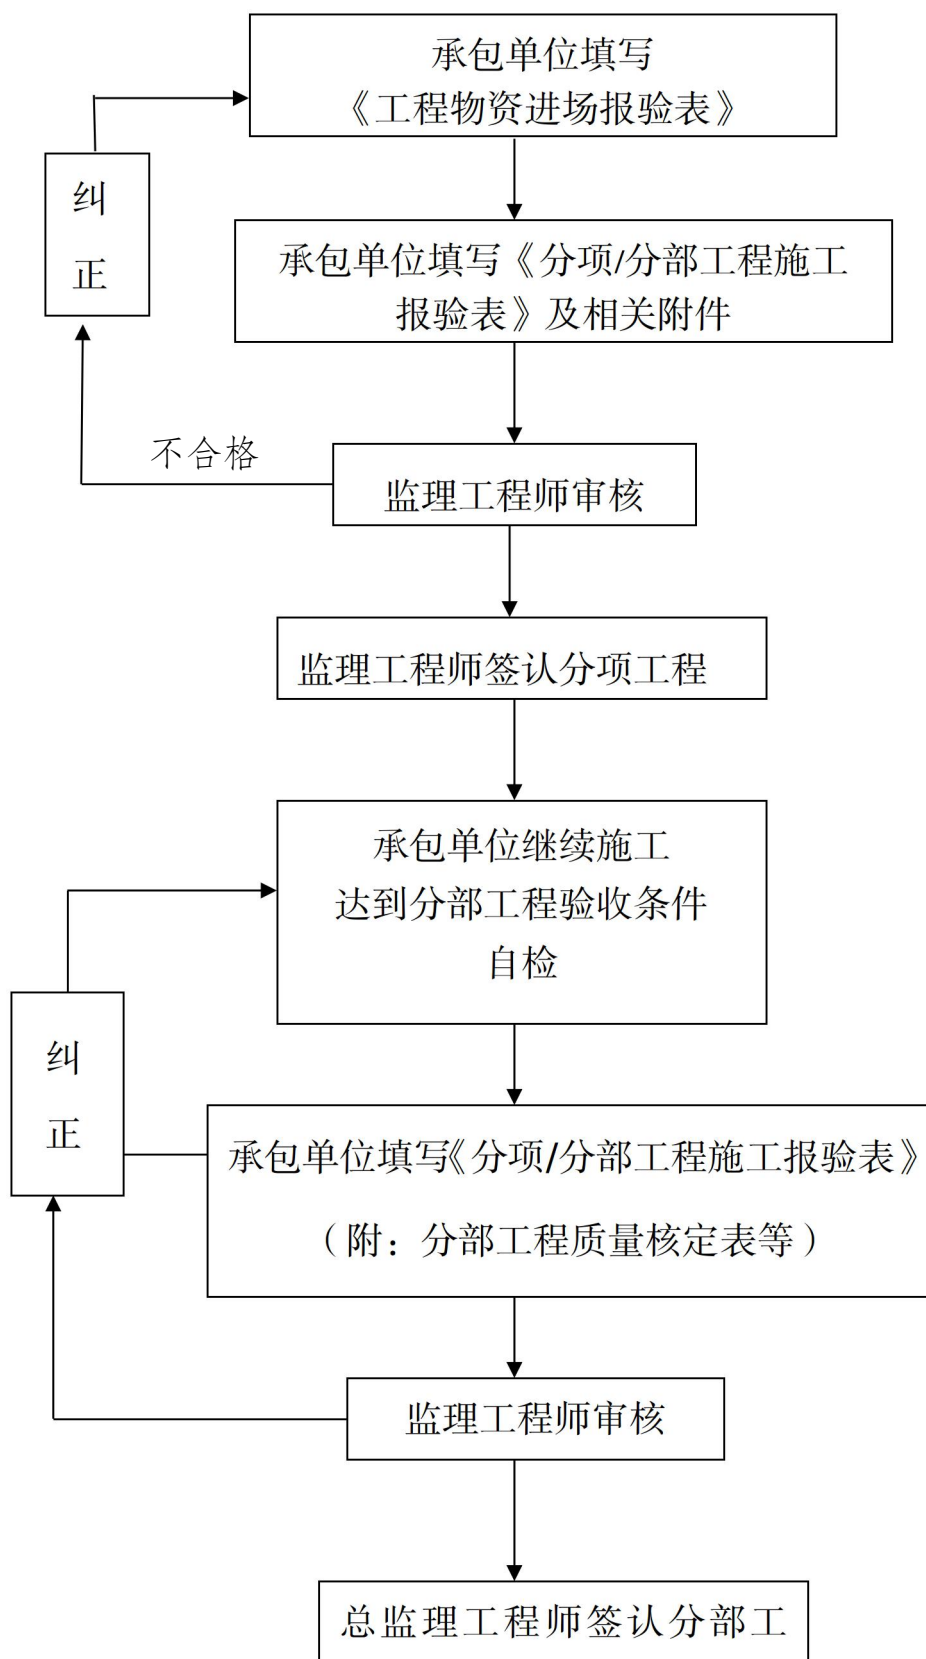 承包单位填写
《工程物资进场报验表》
纠
正
承包单位填写《分项/分部工程施工
报验表》及相关附件
不合格
监理工程师审核
监理工程师签认分项工程
承包单位继续施工
达到分部工程验收条件
自检
纠
正
承包单位填写《分项/分部工程施工报验表》
（附：分部工程质量核定表等）
监理工程师审核
总监理工程师签认分部工